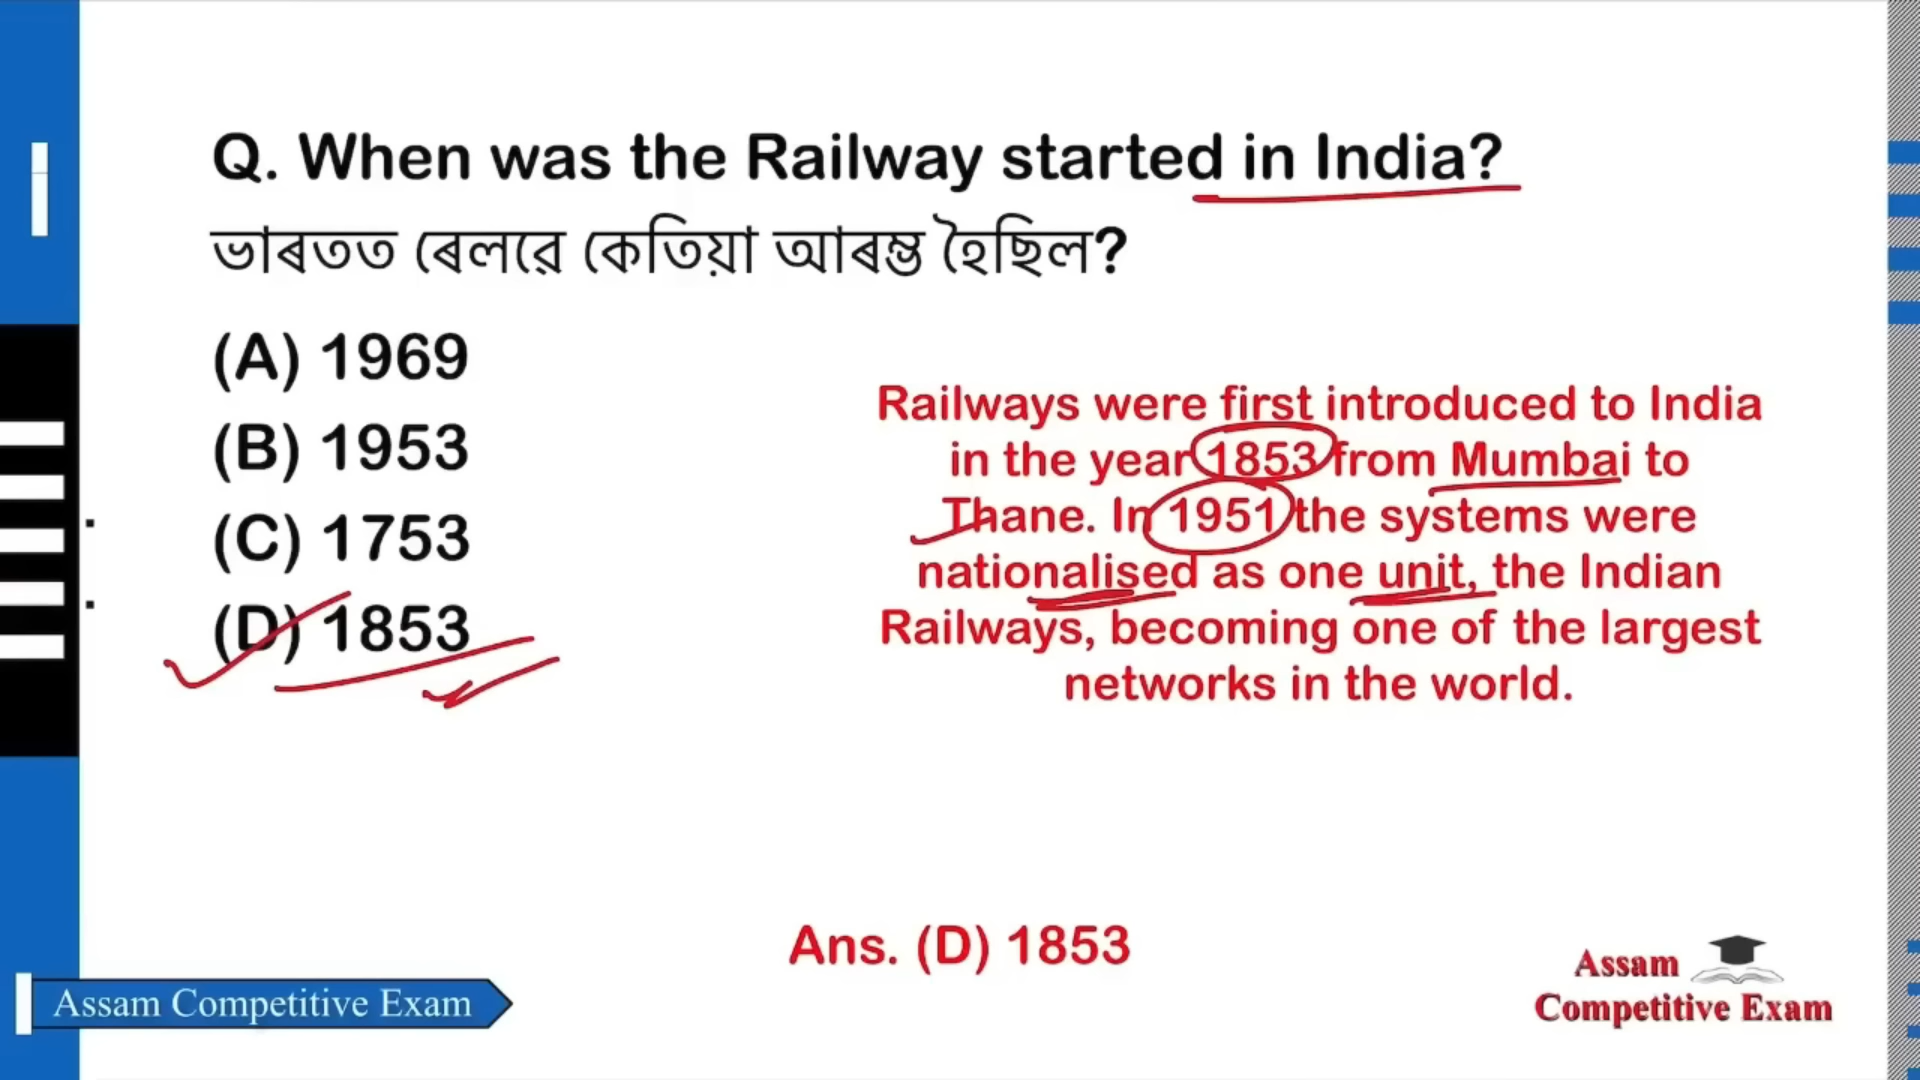 Q. When was the Railway started in India?
ভাৰতত ৰেলৱে কেতিয়া আৰম্ভ হৈছিল?
(A) 1969
(B) 1953
(C) 1753
(D) 1853
Railways were first introduced to India
in the year 1853 from Mumbai to
Thane. In 1951 the systems were
nationalised as one unit, the Indian
Railways, becoming one of the largest
networks in the world.
Ans. (D) 1853
Assam Competitive Exam
Assam
Competitive Exam